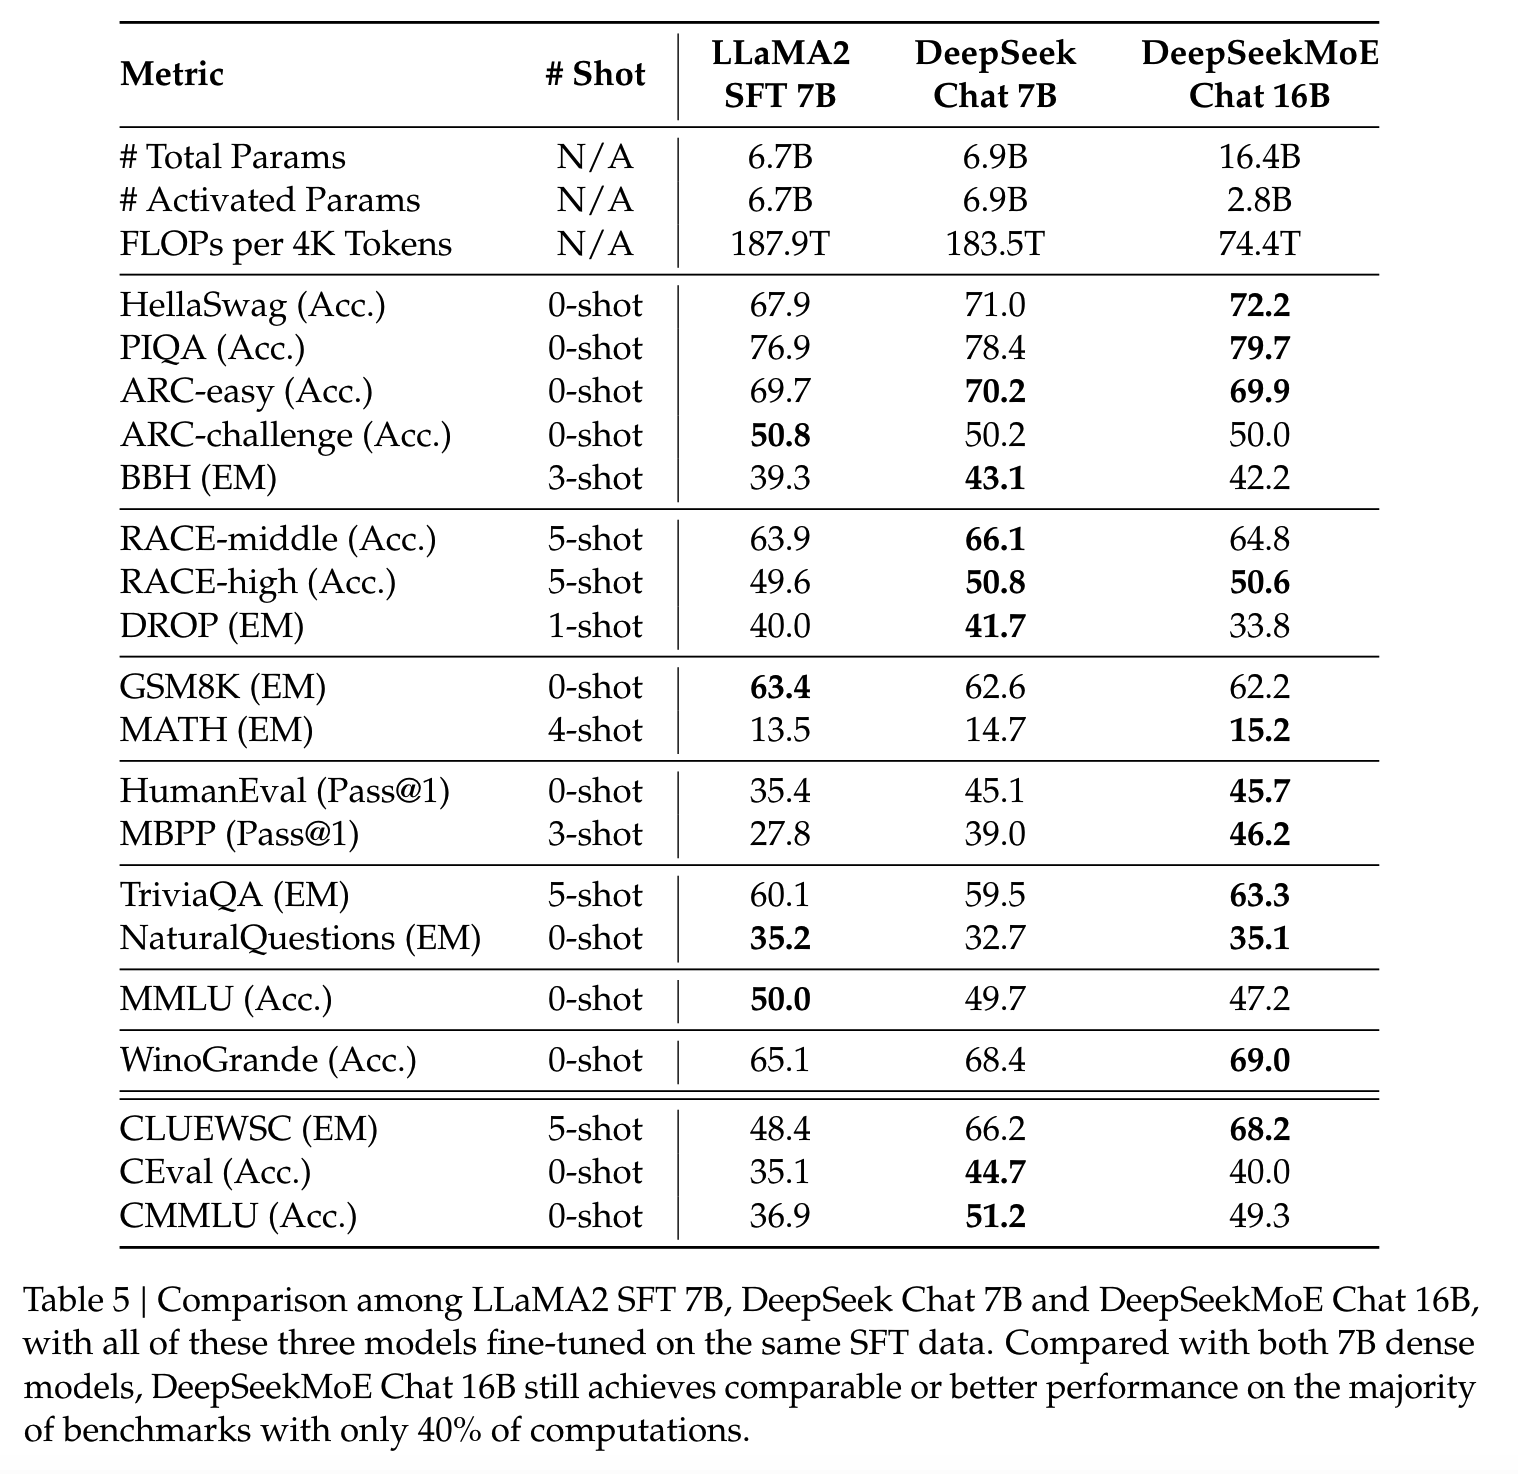 Metric # Shot LLaMA2 SFT 7B DeepSeek Chat 7B DeepSeekMoE Chat 16B
# Total Params N/A 6.7B 6.9B 16.4B
# Activated Params N/A 6.7B 6.9B 2.8B
FLOPs per 4K Tokens N/A 187.9T 183.5T 74.4T
HellaSwag (Acc.) 0-shot 67.9 71.0 72.2
PIQA (Acc.) 0-shot 76.9 78.4 79.7
ARC-easy (Acc.) 0-shot 69.7 70.2 69.9
ARC-challenge (Acc.) 0-shot 50.8 50.2 50.0
BBH (EM) 3-shot 39.3 43.1 42.2
RACE-middle (Acc.) 5-shot 63.9 66.1 64.8
RACE-high (Acc.) 5-shot 49.6 50.8 50.6
DROP (EM) 1-shot 40.0 41.7 33.8
GSM8K (EM) 0-shot 63.4 62.6 62.2
MATH (EM) 4-shot 13.5 14.7 15.2
HumanEval (Pass@1) 0-shot 35.4 45.1 45.7
MBPP (Pass@1) 3-shot 27.8 39.0 46.2
TriviaQA (EM) 5-shot 60.1 59.5 63.3
NaturalQuestions (EM) 0-shot 35.2 32.7 35.1
MMLU (Acc.) 0-shot 50.0 49.7 47.2
WinoGrande (Acc.) 0-shot 65.1 68.4 69.0
CLUEWSC (EM) 5-shot 48.4 66.2 68.2
CEval (Acc.) 0-shot 35.1 44.7 40.0
CMMLU (Acc.) 0-shot 36.9 51.2 49.3
Table 5 | Comparison among LLaMA2 SFT 7B, DeepSeek Chat 7B and DeepSeekMoE Chat 16B,
with all of these three models fine-tuned on the same SFT data. Compared with both 7B dense
models, DeepSeekMoE Chat 16B still achieves comparable or better performance on the majority
of benchmarks with only 40% of computations.